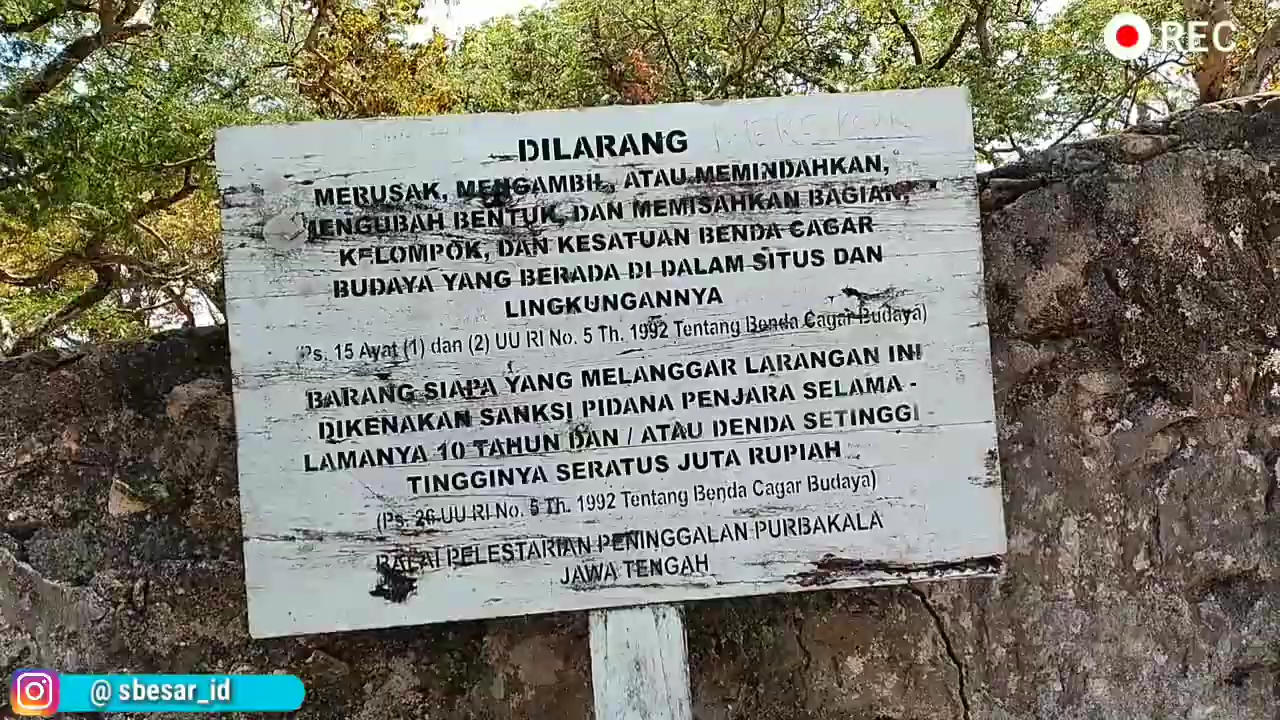 REC
DILARANG
MERUSAK, MENGAMBIL, ATAU MEMINDAHKAN,
MENGUBAH BENTUK, DAN MEMISAHKAN BAGIAN,
KELOMPOK, DAN KESATUAN BENDA CAGAR
BUDAYA YANG BERADA DI DALAM SITUS DAN
LINGKUNGANNYA
(Ps. 15 Ayat (1) dan (2) UU RI No. 5 Th. 1992 Tentang Benda Cagar Budaya)
BARANG SIAPA YANG MELANGGAR LARANGAN INI
DIKENAKAN SANKSI PIDANA PENJARA SELAMA -
LAMANYA 10 TAHUN DAN / ATAU DENDA SETINGGI -
TINGGINYA SERATUS JUTA RUPIAH
(Ps. 26 UU RI No. 5 Th. 1992 Tentang Benda Cagar Budaya)
BALAI PELESTARIAN PENINGGALAN PURBAKALA
JAWA TENGAH
@ sbesar_id